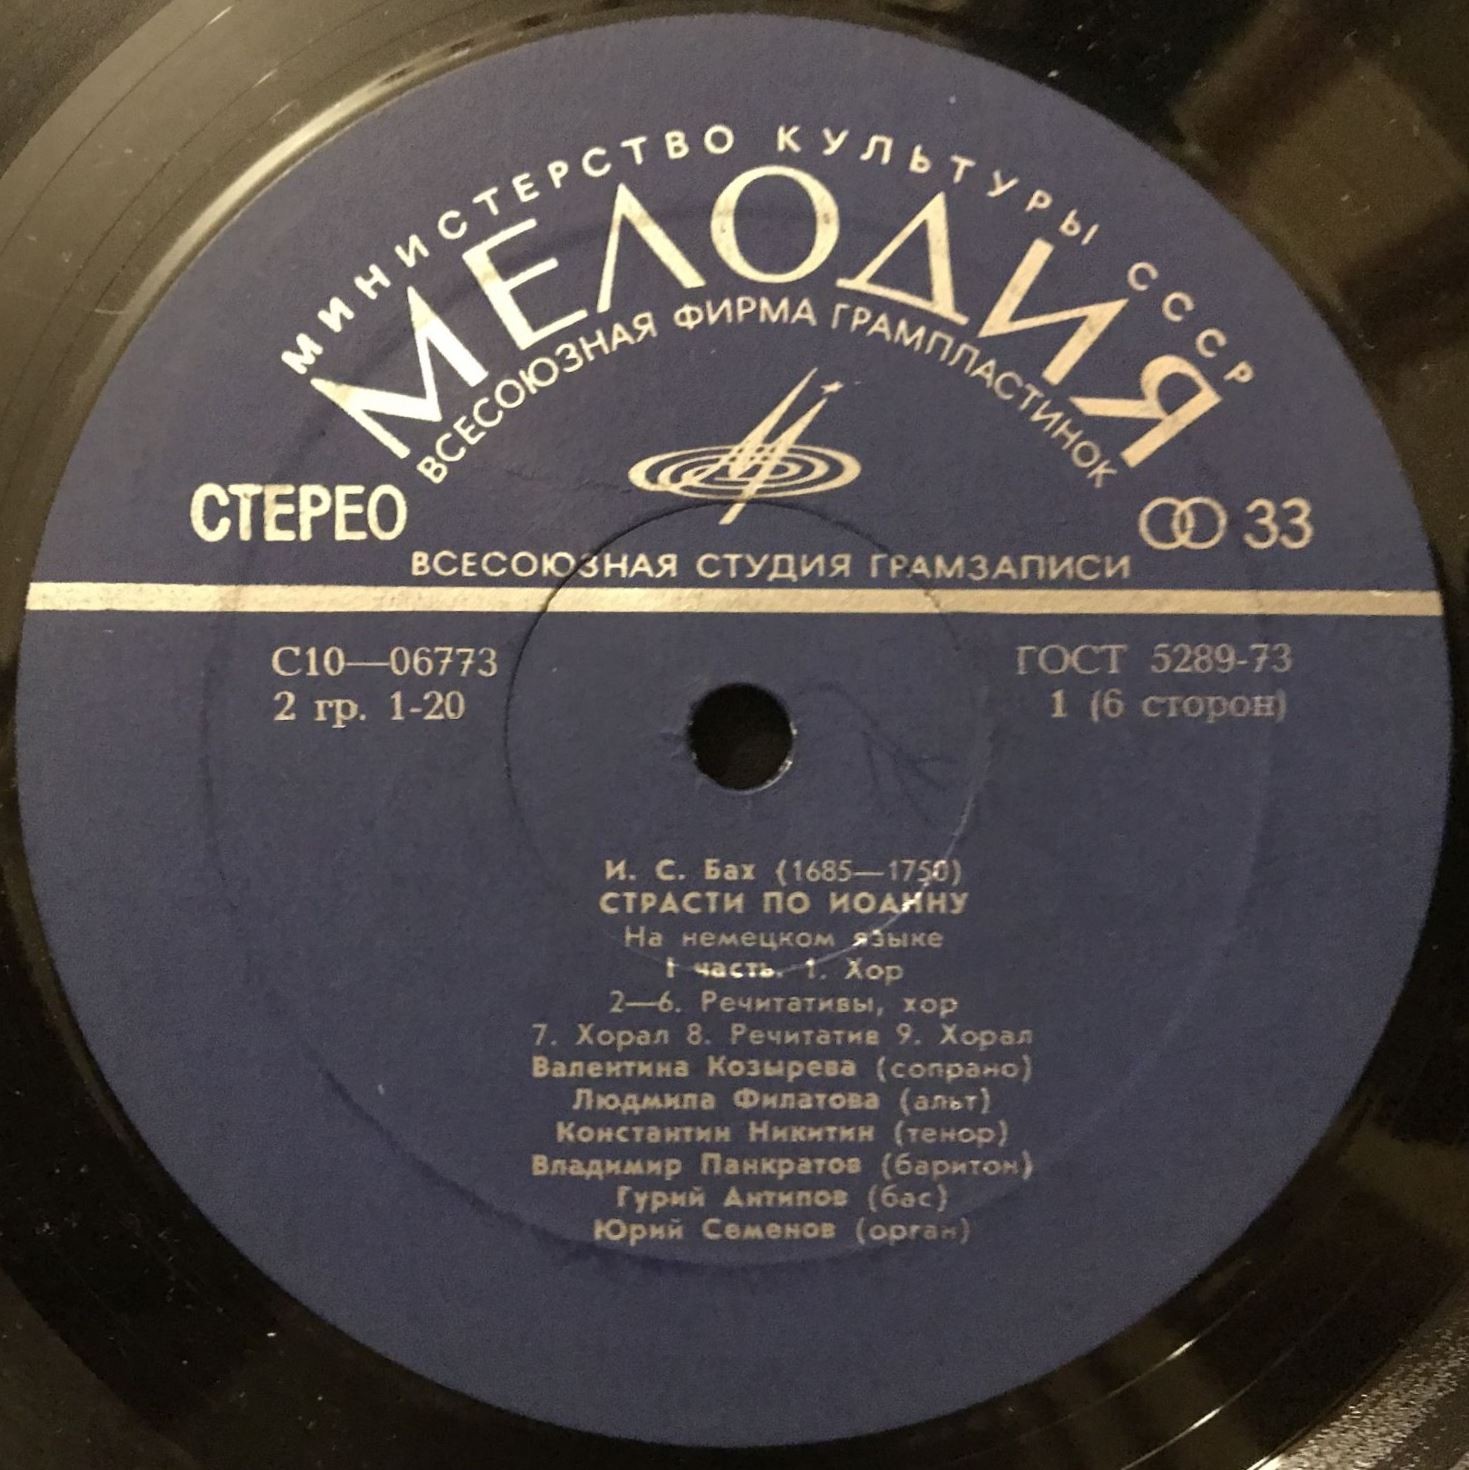 МИНИСТЕРСТВО КУЛЬТУРЫ СССР
МЕЛОДИЯ
ВСЕСОЮЗНАЯ ФИРМА ГРАМПЛАСТИНОК
СТЕРЕО
33
ВСЕСОЮЗНАЯ СТУДИЯ ГРАМЗАПИСИ
С10—06773
ГОСТ 5289-73
2 гр. 1-20
1 (6 сторон)
И. С. Бах (1685—1750)
СТРАСТИ ПО ИОАННУ
На немецком языке
I часть. 1. Хор
2—6. Речитативы, хор
7. Хорал 8. Речитатив 9. Хорал
Валентина Козырева (сопрано)
Людмила Филатова (альт)
Константин Никитин (тенор)
Владимир Панкратов (баритон)
Гурий Антипов (бас)
Юрий Семенов (орган)